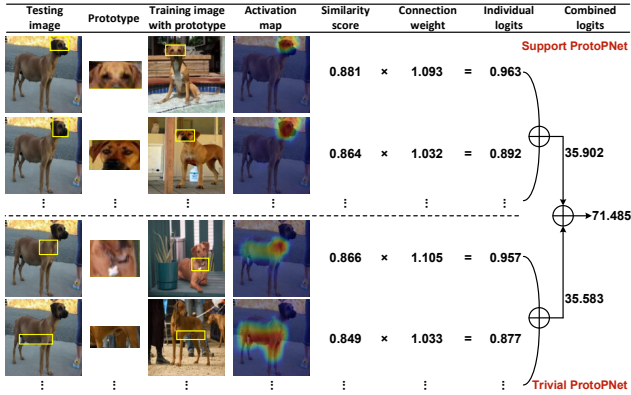 Testing image Prototype Training image with prototype Activation map Similarity score Connection weight Individual logits Combined logits
Support ProtoPNet
0.881 × 1.093 = 0.963
0.864 × 1.032 = 0.892
35.902
⋮ ⋮ ⋮ ⋮ ⋮ ⋮ ⋮
71.485
0.866 × 1.105 = 0.957
35.583
0.849 × 1.033 = 0.877
⋮ ⋮ ⋮ ⋮ ⋮ ⋮ ⋮
Trivial ProtoPNet